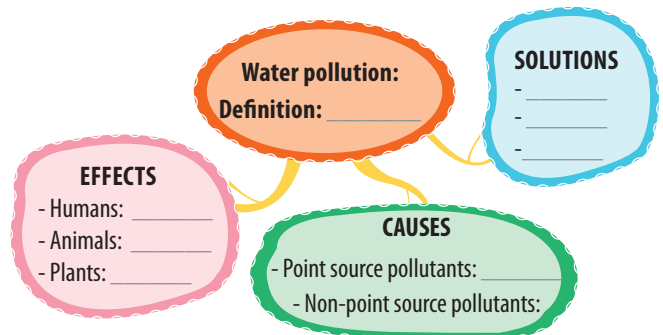 Water pollution:
Definition: _________
SOLUTIONS
- ________
- ________
-________
EFFECTS
- Humans: ________
- Animals: ________
- Plants: ________
CAUSES
- Point source pollutants: ________
- Non-point source pollutants: